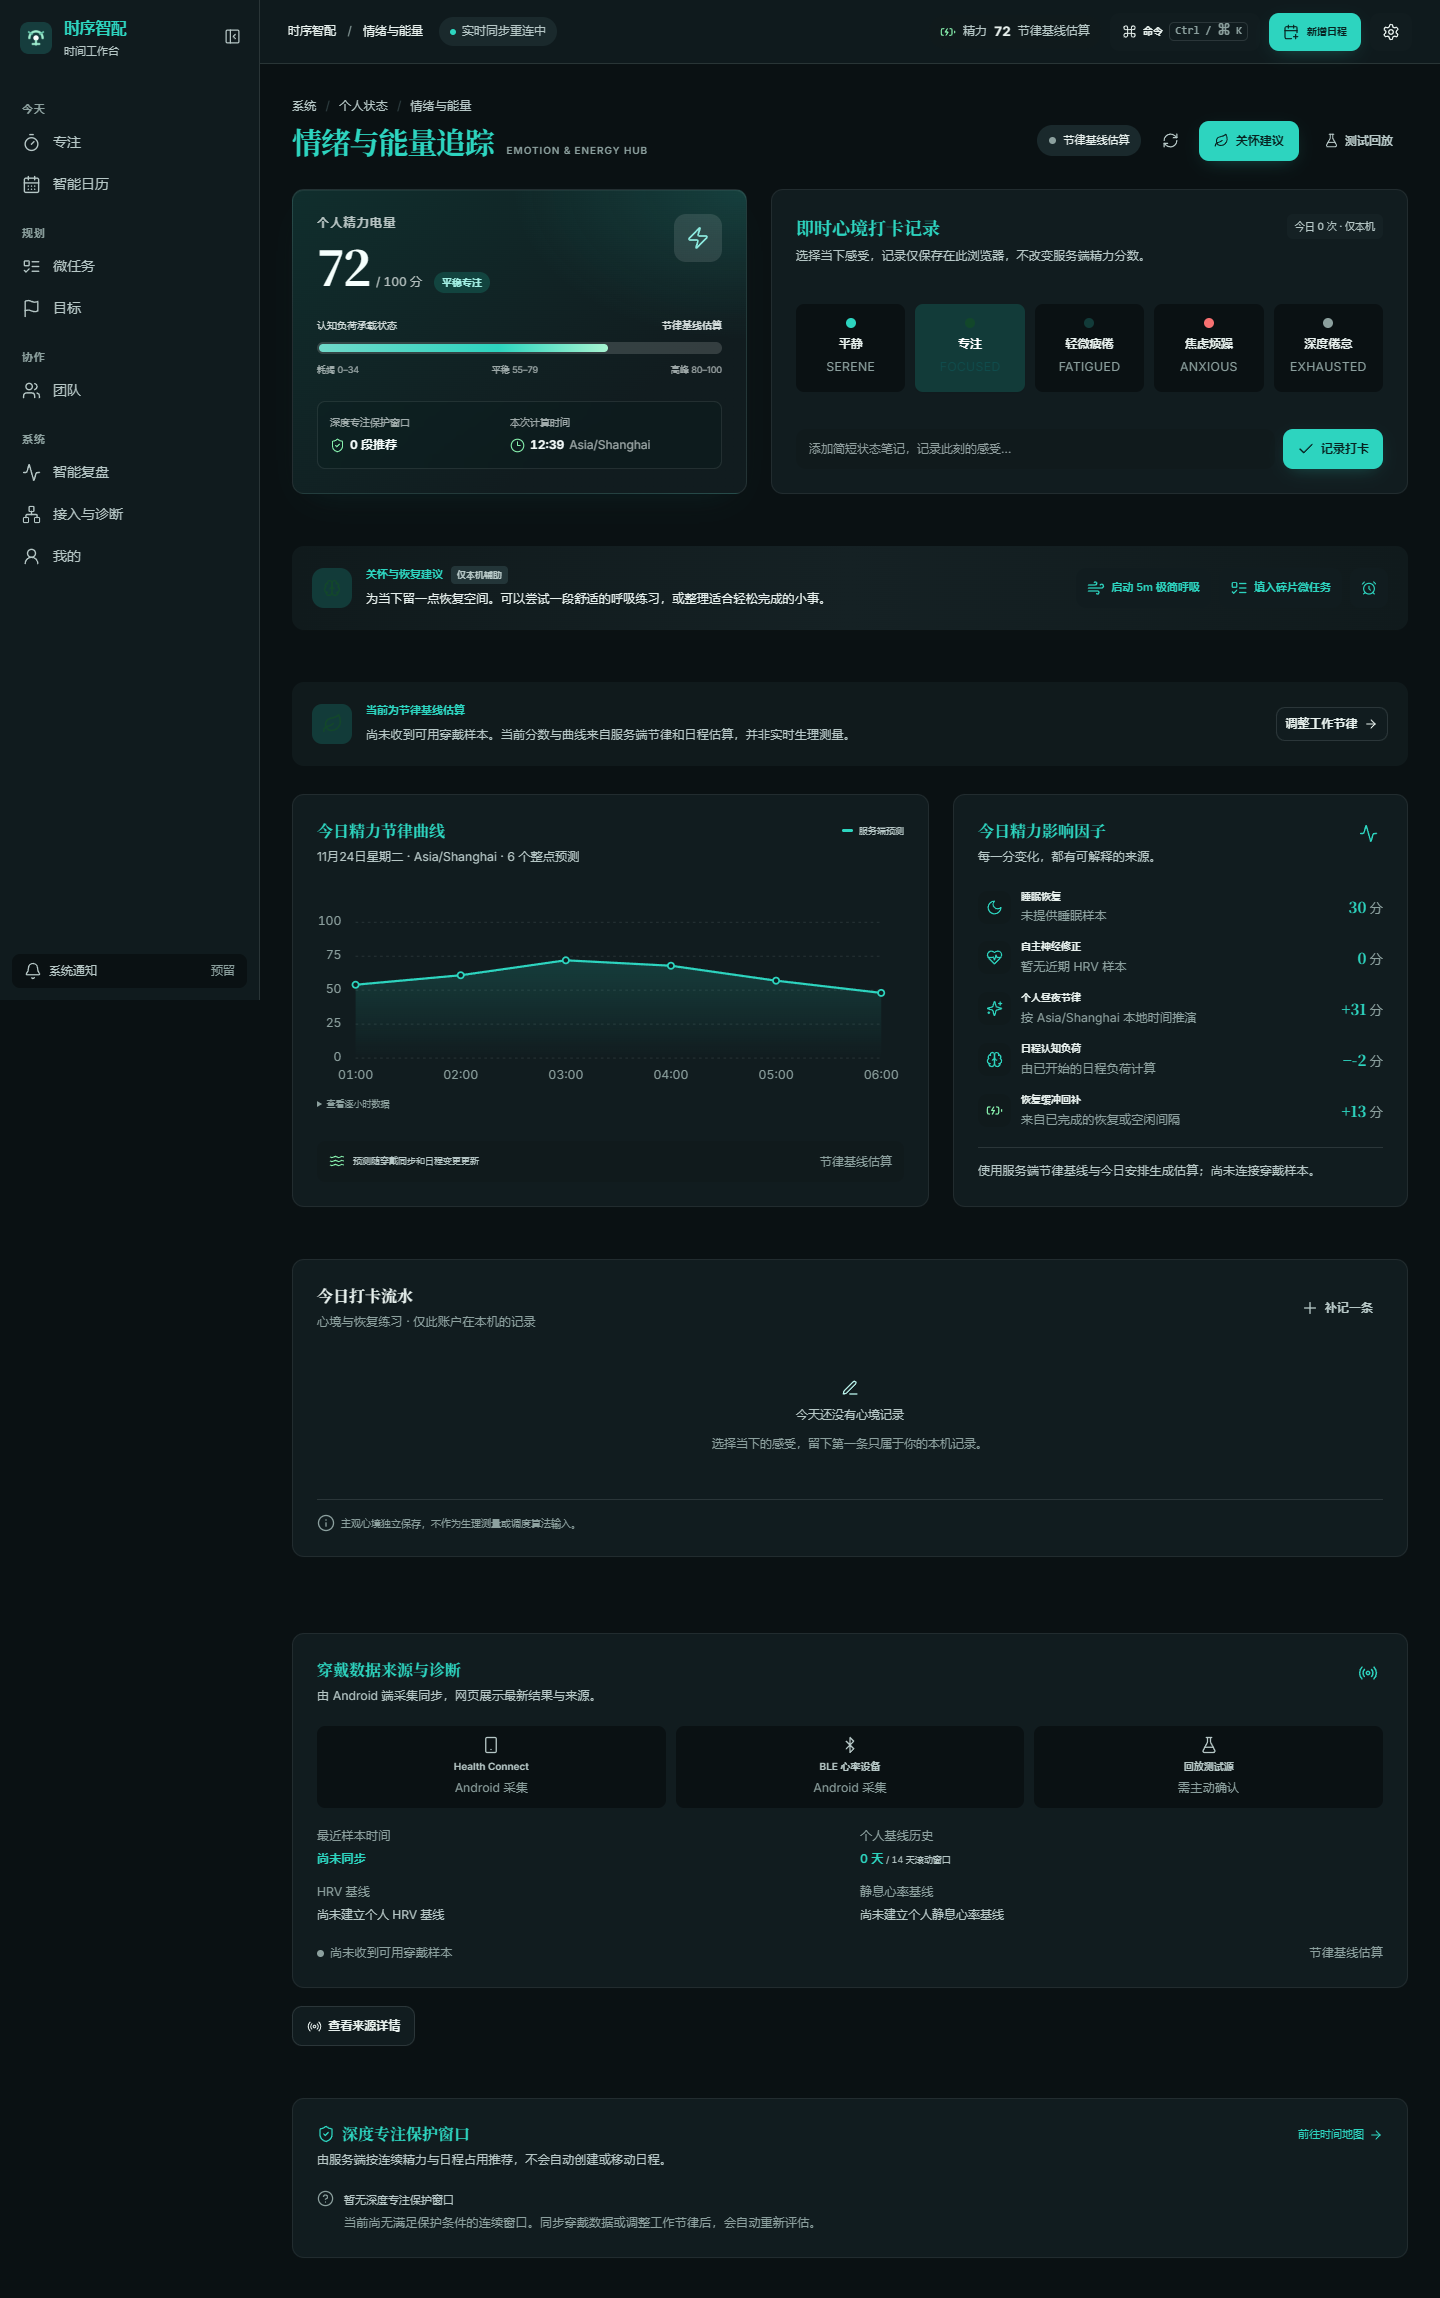 时序智配
时间工作台
今天
专注
智能日历
规划
微任务
目标
协作
团队
系统
智能复盘
接入与诊断
我的
系统通知 预留
时序智配 / 情绪与能量 实时同步重连中
精力 72 节律基线估算 命令 Ctrl / ⌘ K 新增日程
系统 / 个人状态 / 情绪与能量
情绪与能量追踪 EMOTION & ENERGY HUB
节律基线估算 关怀建议 测试回放
个人精力电量
72 / 100 分 平稳专注
认知负荷承载状态 节律基线估算
耗竭 0–34 平稳 55–79 高峰 80–100
深度专注保护窗口 本次计算时间
0 段推荐 12:39 Asia/Shanghai
即时心境打卡记录 今日 0 次 · 仅本机
选择当下感受，记录仅保存在此浏览器，不改变服务端精力分数。
平静 专注 轻微疲倦 焦虑烦躁 深度倦怠
SERENE FOCUSED FATIGUED ANXIOUS EXHAUSTED
添加简短状态笔记，记录此刻的感受... 记录打卡
关怀与恢复建议 仅本机辅助
为当下留一点恢复空间。可以尝试一段舒适的呼吸练习，或整理适合轻松完成的小事。
启动 5m 极简呼吸 填入碎片微任务
当前为节律基线估算
尚未收到可用穿戴样本。当前分数与曲线来自服务端节律和日程估算，并非实时生理测量。
调整工作节律
今日精力节律曲线 服务端预测
11月24日星期二 · Asia/Shanghai · 6 个整点预测
100
75
50
25
0
01:00 02:00 03:00 04:00 05:00 06:00
查看逐小时数据
预测随穿戴同步和日程变更更新 节律基线估算
今日精力影响因子
每一分变化，都有可解释的来源。
睡眠恢复
未提供睡眠样本 30 分
自主神经修正
暂无近期 HRV 样本 0 分
个人昼夜节律
按 Asia/Shanghai 本地时间推演 +31 分
日程认知负荷
由已开始的日程负荷计算 −-2 分
恢复缓冲回补
来自已完成的恢复或空闲间隔 +13 分
使用服务端节律基线与今日安排生成估算；尚未连接穿戴样本。
今日打卡流水 补记一条
心境与恢复练习 · 仅此账户在本机的记录
今天还没有心境记录
选择当下的感受，留下第一条只属于你的本机记录。
主观心境独立保存，不作为生理测量或调度算法输入。
穿戴数据来源与诊断
由 Android 端采集同步，网页展示最新结果与来源。
Health Connect BLE 心率设备 回放测试源
Android 采集 Android 采集 需主动确认
最近样本时间 个人基线历史
尚未同步 0 天 / 14 天滚动窗口
HRV 基线 静息心率基线
尚未建立个人 HRV 基线 尚未建立个人静息心率基线
尚未收到可用穿戴样本 节律基线估算
查看来源详情
深度专注保护窗口 前往时间地图
由服务端按连续精力与日程占用推荐，不会自动创建或移动日程。
暂无深度专注保护窗口
当前尚无满足保护条件的连续窗口。同步穿戴数据或调整工作节律后，会自动重新评估。